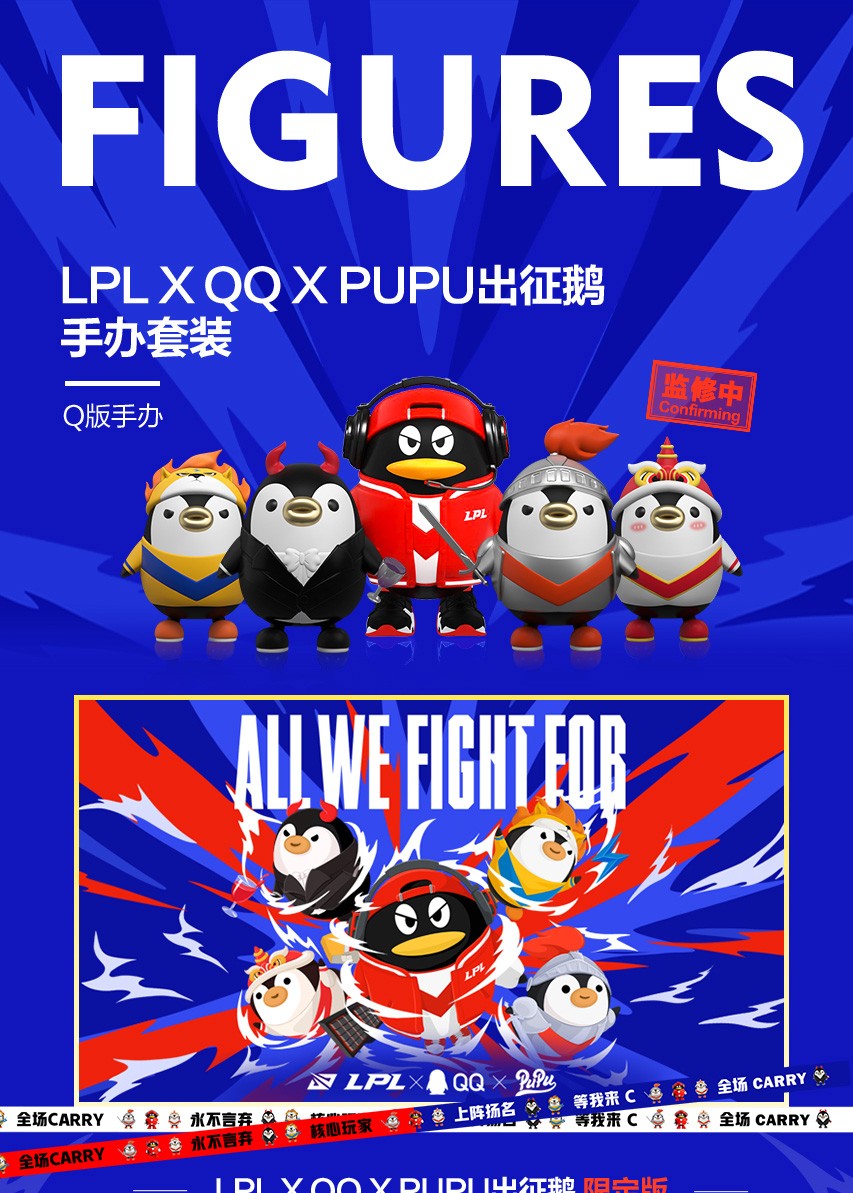 FIGURES
LPL X QQ X PUPU出征鹅
手办套装
Q版手办
监修中
Confirming
LPL
ALL WE FIGHT FOR
LPL
LPL × QQ × PUPU
全场CARRY 永不言弃 等我来 C 全场 CARRY
全场CARRY 永不言弃 核心玩家 上阵扬名 等我来 C 全场 CARRY
LPL X QQ X PUPU出征鹅 限定版